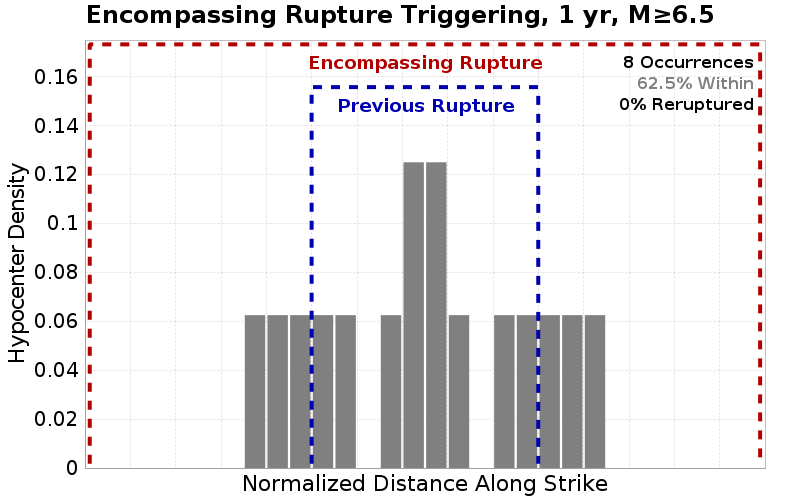 Encompassing Rupture Triggering, 1 yr, M≥6.5
Encompassing Rupture
8 Occurrences
62.5% Within
0% Reruptured
Previous Rupture
Hypocenter Density
0.16
0.14
0.12
0.1
0.08
0.06
0.04
0.02
0
Normalized Distance Along Strike